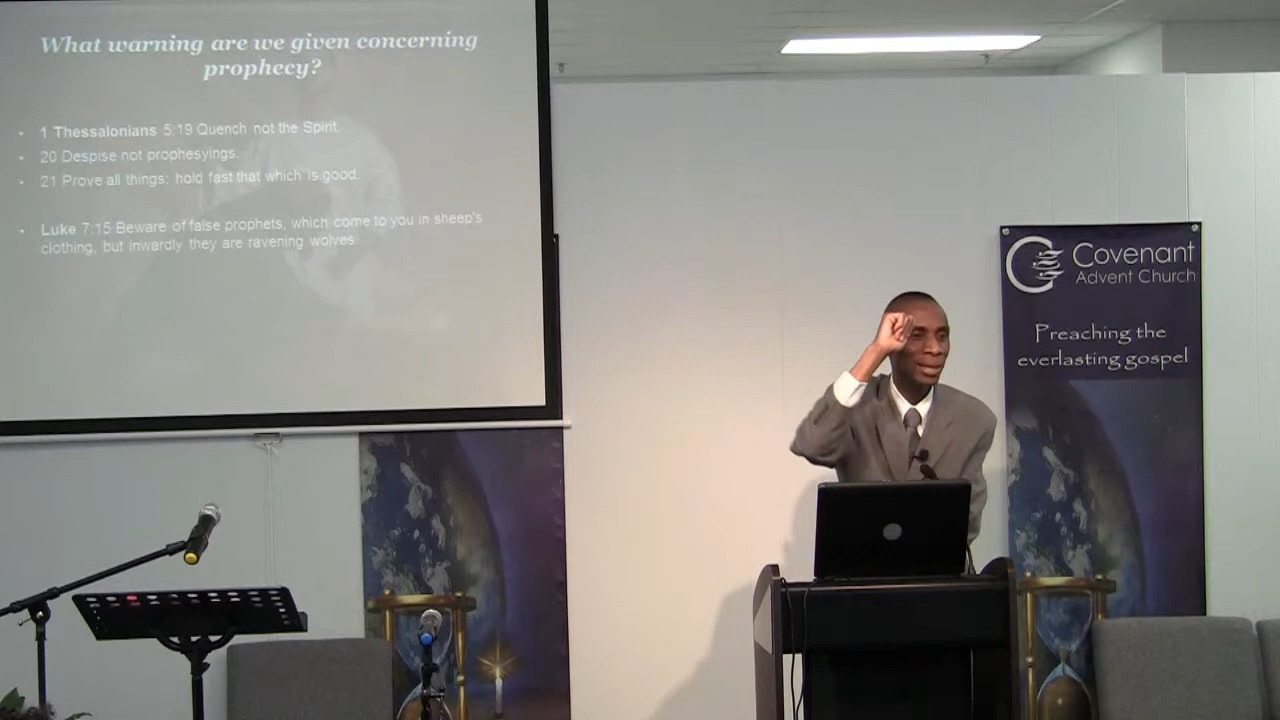 What warning are we given concerning
prophecy?
• 1 Thessalonians 5:19 Quench not the Spirit.
• 20 Despise not prophesyings.
• 21 Prove all things: hold fast that which is good.
• Luke 7:15 Beware of false prophets, which come to you in sheep's
clothing, but inwardly they are ravening wolves.
Covenant
Advent Church
Preaching the
everlasting gospel